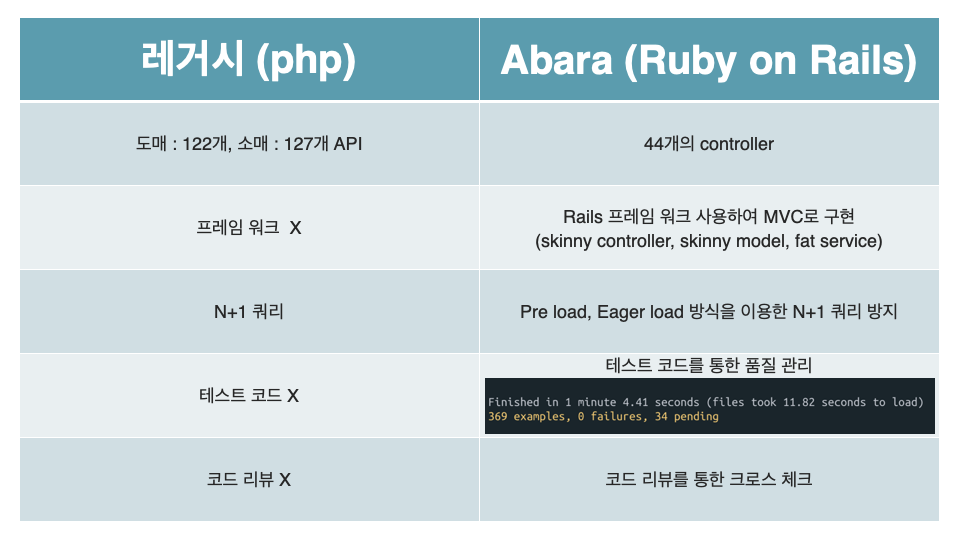 레거시 (php)
Abara (Ruby on Rails)
도매 : 122개, 소매 : 127개 API
44개의 controller
프레임 워크  X
Rails 프레임 워크 사용하여 MVC로 구현
(skinny controller, skinny model, fat service)
N+1 쿼리
Pre load, Eager load 방식을 이용한 N+1 쿼리 방지
테스트 코드 X
테스트 코드를 통한 품질 관리
Finished in 1 minute 4.41 seconds (files took 11.82 seconds to load)
369 examples, 0 failures, 34 pending
코드 리뷰 X
코드 리뷰를 통한 크로스 체크